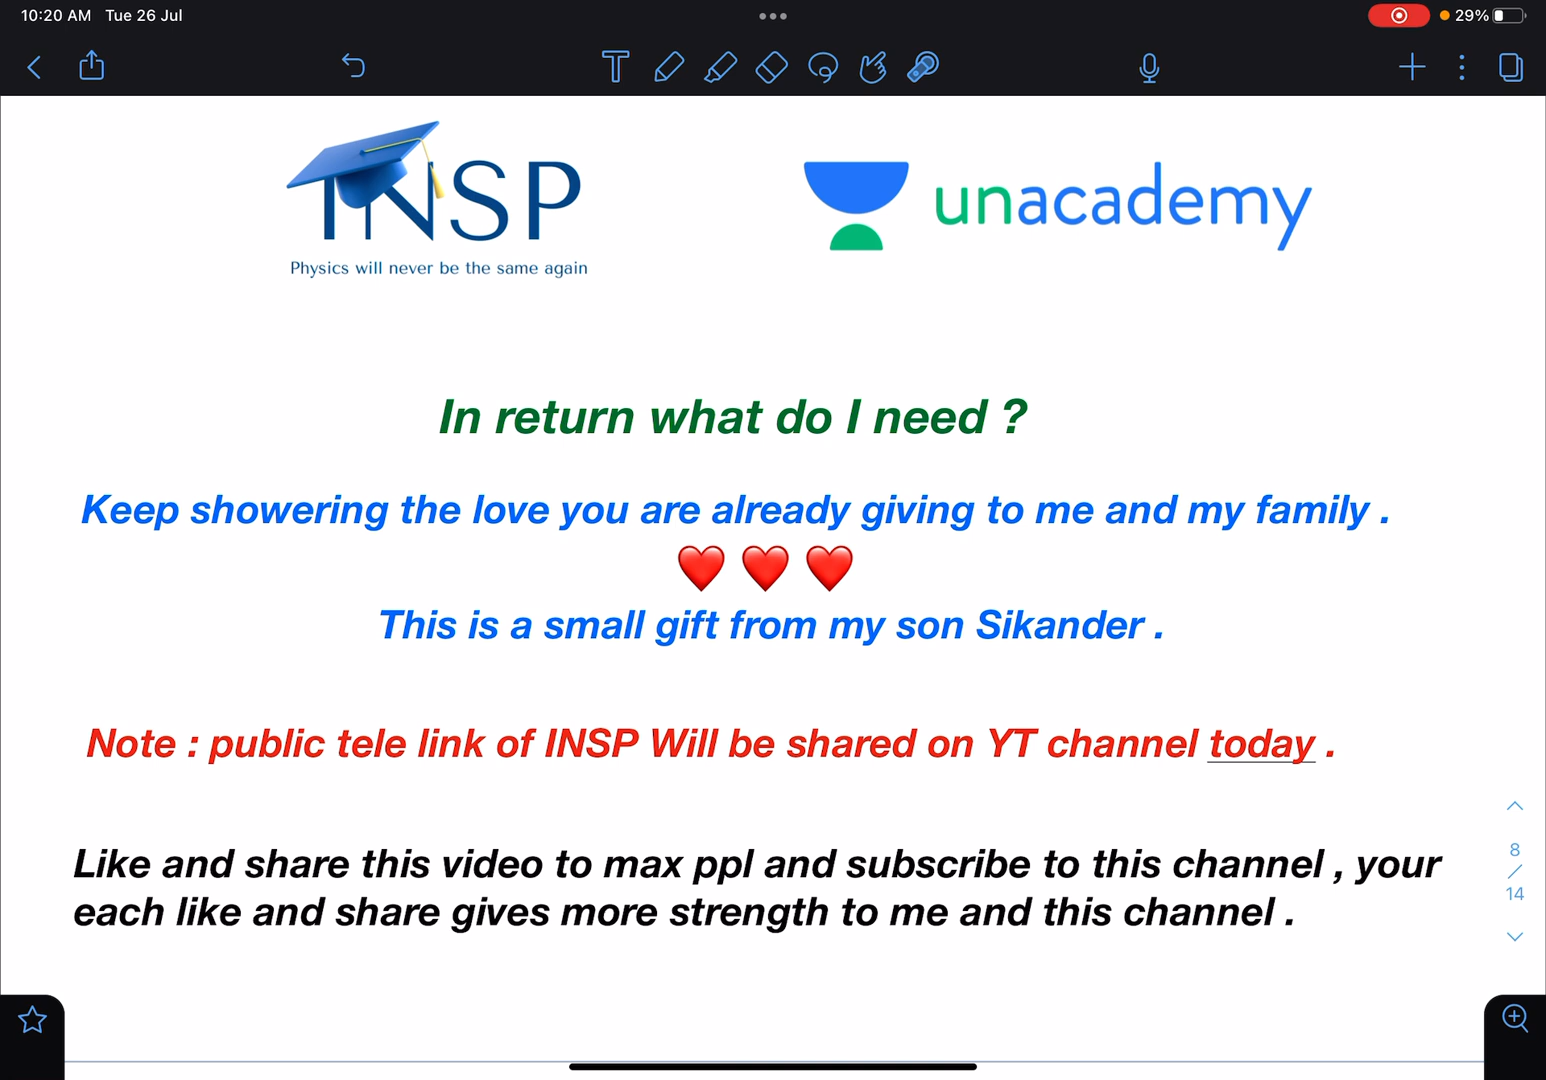 10:20 AM Tue 26 Jul
29%
INSP
Physics will never be the same again
unacademy
In return what do I need ?
Keep showering the love you are already giving to me and my family .
This is a small gift from my son Sikander .
Note : public tele link of INSP Will be shared on YT channel today .
Like and share this video to max ppl and subscribe to this channel , your
each like and share gives more strength to me and this channel .
8
/
14